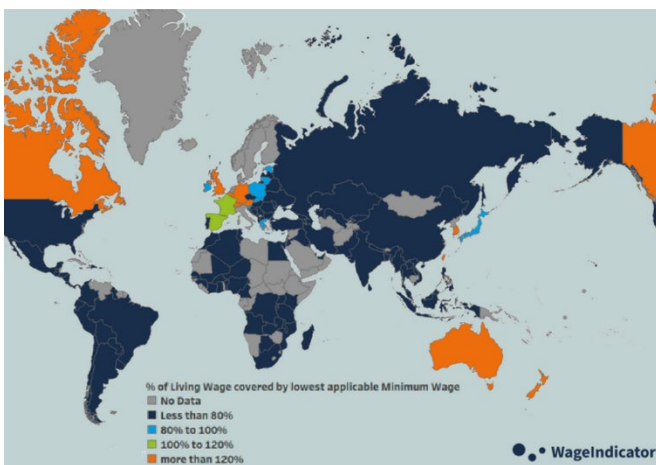 % of Living Wage covered by lowest applicable Minimum Wage
No Data
Less than 80%
80% to 100%
100% to 120%
more than 120%
WageIndicator